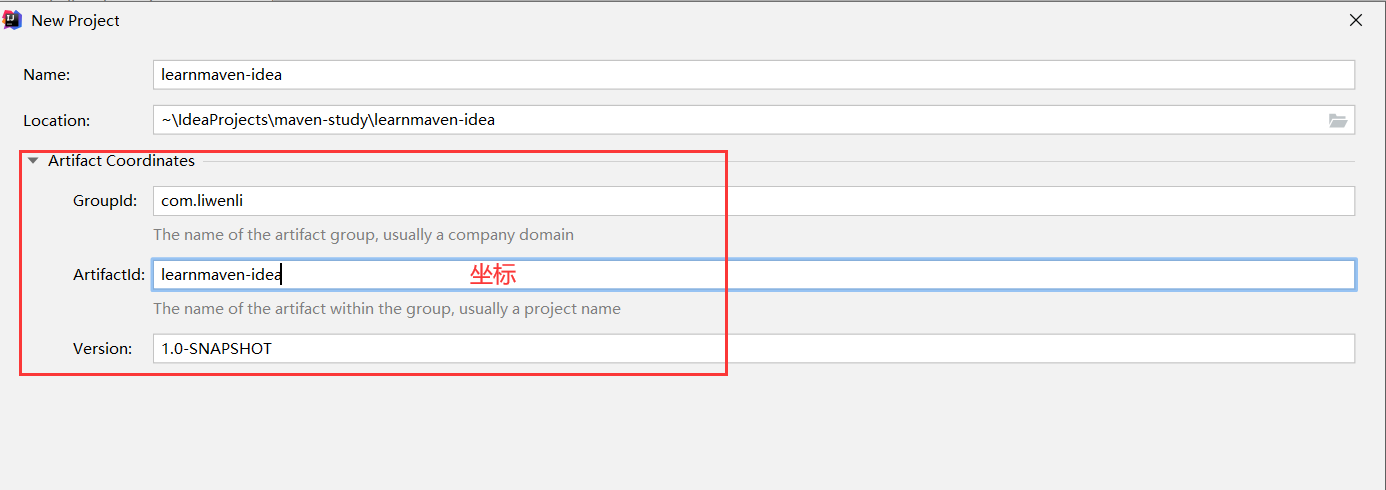 New Project
Name: learnmaven-idea
Location: ~\IdeaProjects\maven-study\learnmaven-idea
Artifact Coordinates
GroupId: com.liwenli
The name of the artifact group, usually a company domain
ArtifactId: learnmaven-idea 坐标
The name of the artifact within the group, usually a project name
Version: 1.0-SNAPSHOT